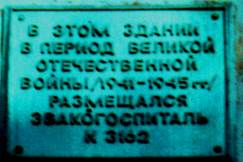 В ЭТОМ ЗДАНИИ
В ПЕРИОД ВЕЛИКОЙ
ОТЕЧЕСТВЕННОЙ
ВОЙНЫ /1941-1945 гг/
РАЗМЕЩАЛСЯ
ЭВАКОГОСПИТАЛЬ
N 3162